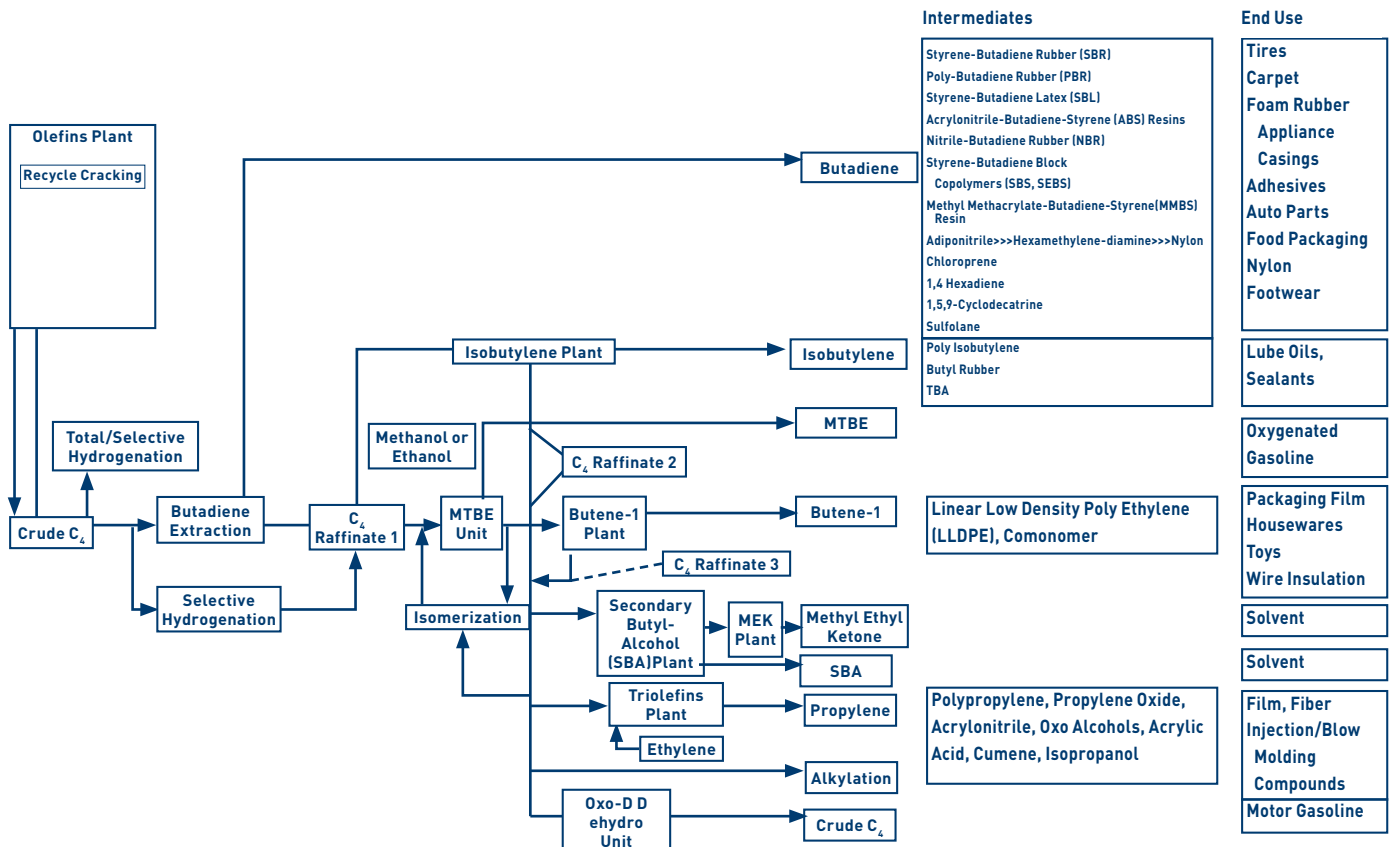 Intermediates
End Use
Styrene-Butadiene Rubber (SBR)
Poly-Butadiene Rubber (PBR)
Styrene-Butadiene Latex (SBL)
Acrylonitrile-Butadiene-Styrene (ABS) Resins
Nitrile-Butadiene Rubber (NBR)
Styrene-Butadiene Block
Copolymers (SBS, SEBS)
Methyl Methacrylate-Butadiene-Styrene(MMBS)
Resin
Adiponitrile>>>Hexamethylene-diamine>>>Nylon
Chloroprene
1,4 Hexadiene
1,5,9-Cyclodecatrine
Sulfolane
Poly Isobutylene
Butyl Rubber
TBA
Tires
Carpet
Foam Rubber
Appliance
Casings
Adhesives
Auto Parts
Food Packaging
Nylon
Footwear
Lube Oils,
Sealants
Olefins Plant
Recycle Cracking
Butadiene
Isobutylene Plant
Isobutylene
Total/Selective
Hydrogenation
Methanol or
Ethanol
MTBE
C4 Raffinate 2
Oxygenated
Gasoline
Crude C4
Butadiene
Extraction
C4
Raffinate 1
MTBE
Unit
Butene-1
Plant
Butene-1
Linear Low Density Poly Ethylene
(LLDPE), Comonomer
Packaging Film
Housewares
Toys
Wire Insulation
C4 Raffinate 3
Selective
Hydrogenation
Isomerization
Secondary
Butyl-
Alcohol
(SBA)Plant
MEK
Plant
Methyl Ethyl
Ketone
Solvent
SBA
Solvent
Triolefins
Plant
Propylene
Ethylene
Polypropylene, Propylene Oxide,
Acrylonitrile, Oxo Alcohols, Acrylic
Acid, Cumene, Isopropanol
Film, Fiber
Injection/Blow
Molding
Compounds
Alkylation
Motor Gasoline
Oxo-D D
ehydro
Unit
Crude C4